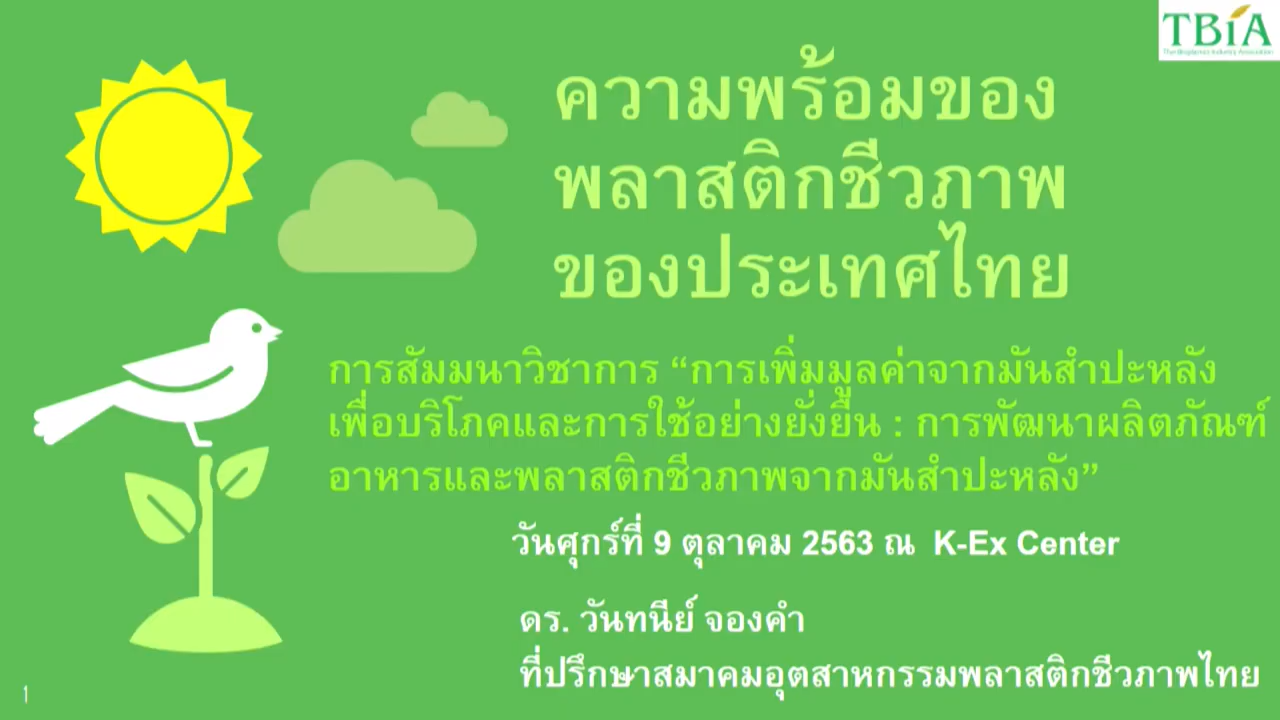 TBiA
Thai Bioplastics Industry Association
ความพร้อมของ
พลาสติกชีวภาพ
ของประเทศไทย
การสัมมนาวิชาการ “การเพิ่มมูลค่าจากมันสำปะหลัง
เพื่อบริโภคและการใช้อย่างยั่งยืน : การพัฒนาผลิตภัณฑ์
อาหารและพลาสติกชีวภาพจากมันสำปะหลัง”
วันศุกร์ที่ 9 ตุลาคม 2563 ณ K-Ex Center
ดร. วันทนีย์ จองคำ
ที่ปรึกษาสมาคมอุตสาหกรรมพลาสติกชีวภาพไทย
1